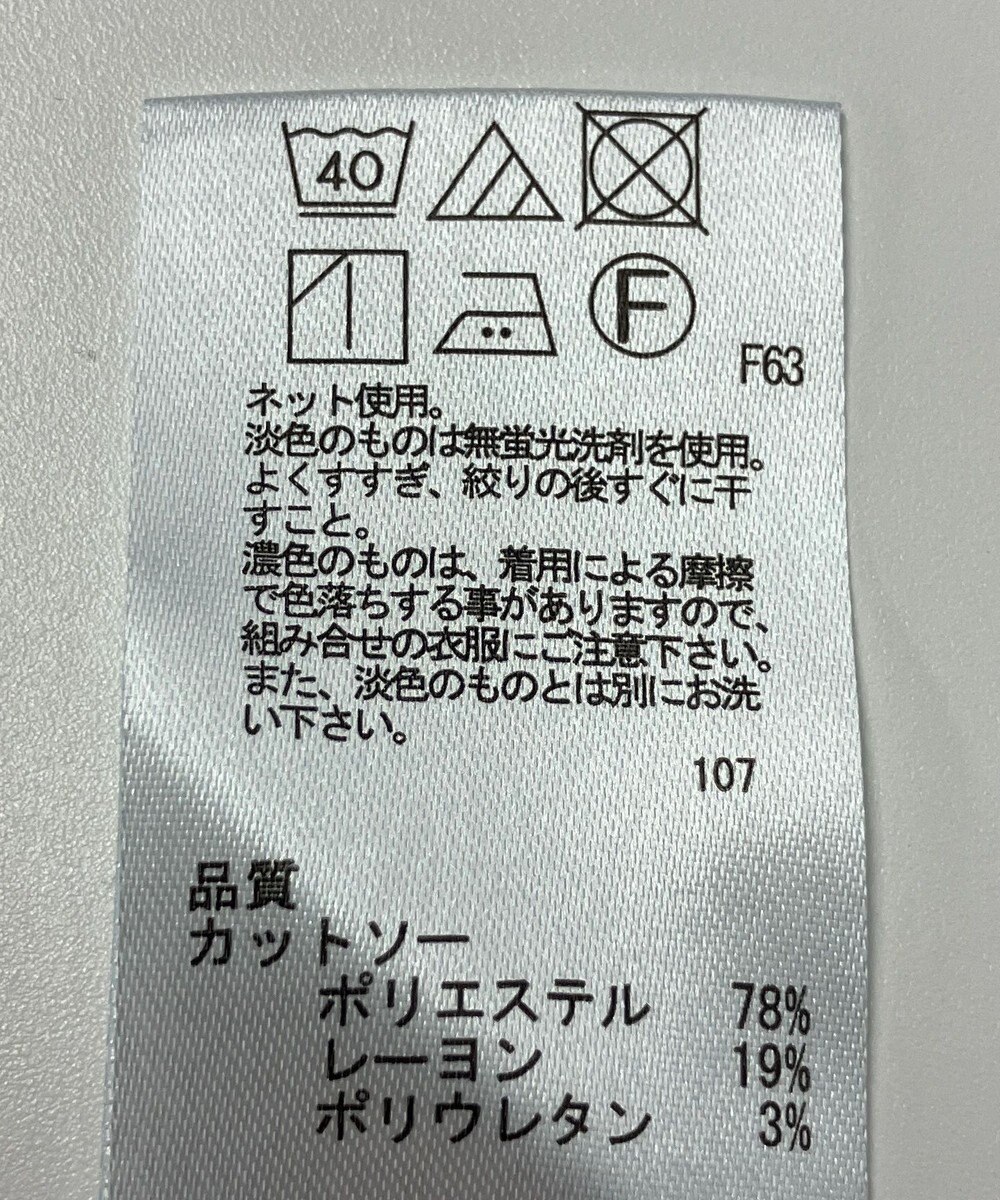 40
F
F63
ネット使用。
淡色のものは無蛍光洗剤を使用。
よくすすぎ、絞りの後すぐに干
すこと。
濃色のものは、着用による摩擦
で色落ちする事がありますので、
組み合せの衣服にご注意下さい。
また、淡色のものとは別にお洗
い下さい。
107
品質
カットソー
ポリエステル 78%
レーヨン 19%
ポリウレタン 3%